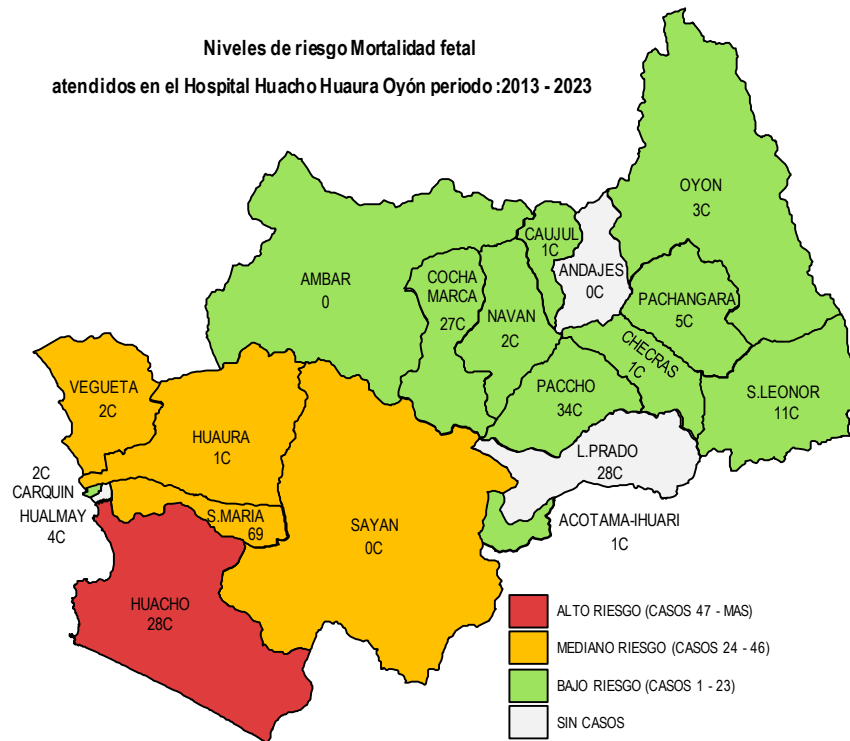 Niveles de riesgo Mortalidad fetal
atendidos en el Hospital Huacho Huaura Oyón periodo :2013 - 2023
OYON
3C
CAUJUL
1C
ANDAJES
0C
AMBAR
0
COCHA
MARCA
27C
NAVAN
2C
PACHANGARA
5C
CHECRAS
1C
VEGUETA
2C
PACCHO
34C
S.LEONOR
11C
HUAURA
1C
L.PRADO
28C
2C
CARQUIN
HUALMAY
4C
S.MARIA
69
SAYAN
0C
ACOTAMA-IHUARI
1C
HUACHO
28C
ALTO RIESGO (CASOS 47 - MAS)
MEDIANO RIESGO (CASOS 24 - 46)
BAJO RIESGO (CASOS 1 - 23)
SIN CASOS